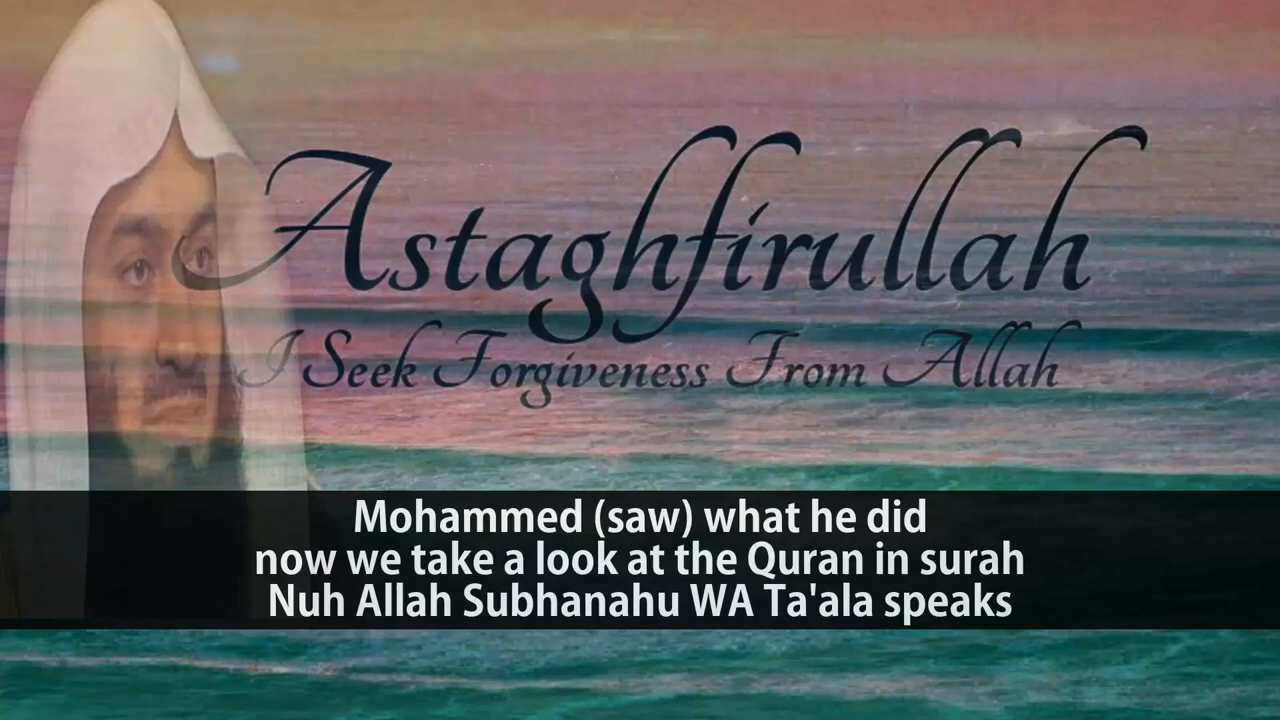 Astaghfirullah
I Seek Forgiveness From Allah
Mohammed (saw) what he did
now we take a look at the Quran in surah
Nuh Allah Subhanahu WA Ta'ala speaks